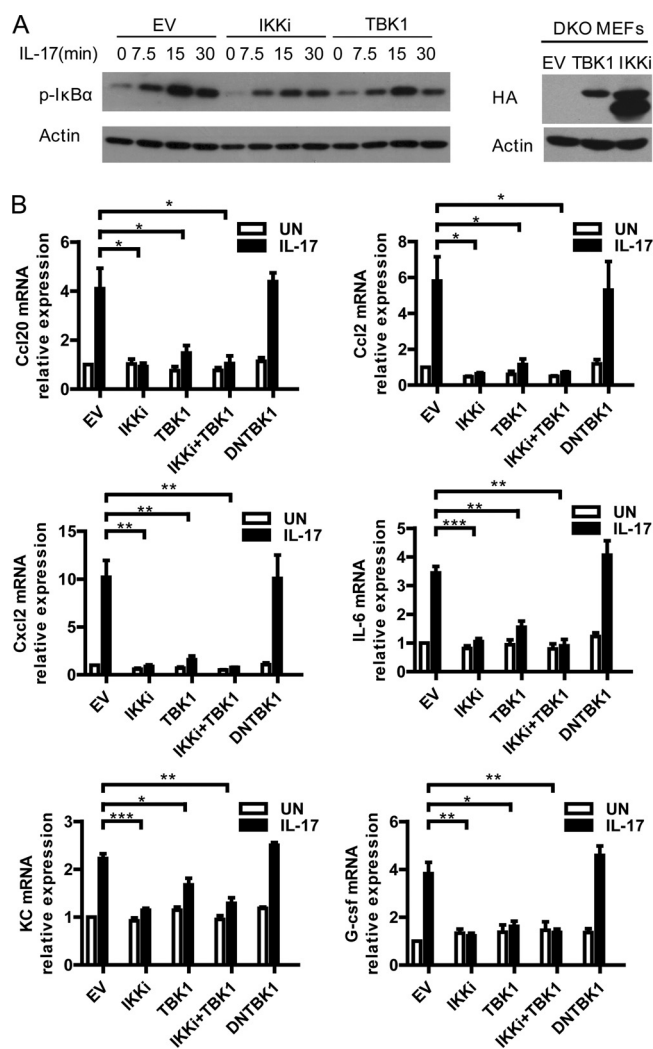 A
EV IKKi TBK1
IL-17(min) 0 7.5 15 30 0 7.5 15 30 0 7.5 15 30
p-IκBα
Actin
DKO MEFs
EV TBK1 IKKi
HA
Actin
B
* * *
UN
IL-17
Ccl20 mRNA
relative expression
6
4
2
0
EV IKKi TBK1 IKKi+TBK1 DNTBK1
* * *
UN
IL-17
Ccl2 mRNA
relative expression
8
6
4
2
0
EV IKKi TBK1 IKKi+TBK1 DNTBK1
** ** **
UN
IL-17
Cxcl2 mRNA
relative expression
15
10
5
0
EV IKKi TBK1 IKKi+TBK1 DNTBK1
** ** ***
UN
IL-17
IL-6 mRNA
relative expression
5
4
3
2
1
0
EV IKKi TBK1 IKKi+TBK1 DNTBK1
** * ***
UN
IL-17
KC mRNA
relative expression
3
2
1
0
EV IKKi TBK1 IKKi+TBK1 DNTBK1
** * **
UN
IL-17
G-csf mRNA
relative expression
6
4
2
0
EV IKKi TBK1 IKKi+TBK1 DNTBK1